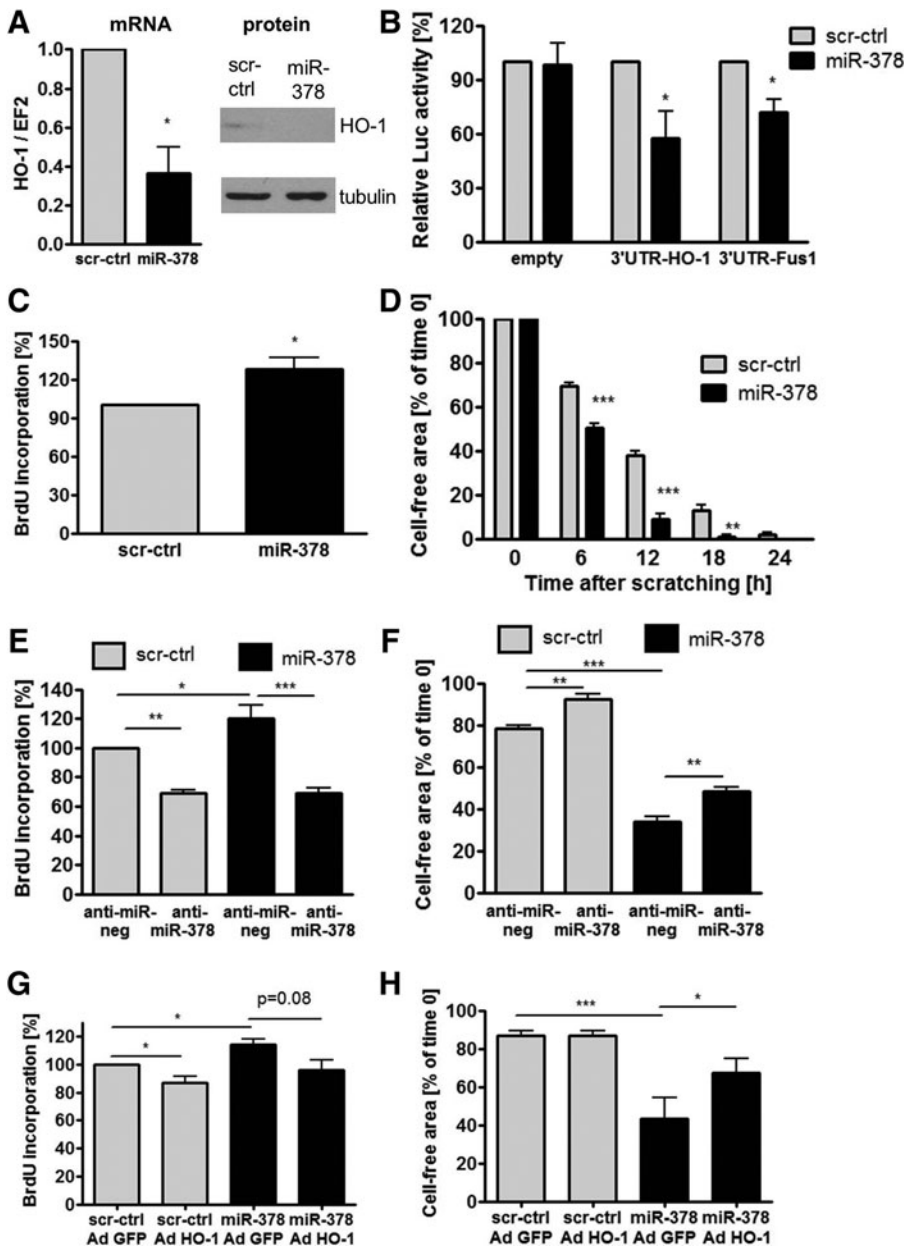 A
mRNA
protein
HO-1 / EF2
1.0
0.8
0.6
0.4
0.2
0.0
*
scr-ctrl miR-378
scr-
ctrl
miR-
378
HO-1
tubulin
B
scr-ctrl
miR-378
Relative Luc activity [%]
120
90
60
30
0
* *
empty 3'UTR-HO-1 3'UTR-Fus1
C
BrdU incorporation [%]
150
120
90
60
30
0
*
scr-ctrl miR-378
D
Cell-free area [% of time 0]
100
80
60
40
20
0
scr-ctrl
miR-378
*** *** **
0 6 12 18 24
Time after scratching [h]
E
scr-ctrl miR-378
BrdU incorporation [%]
140
120
100
80
60
40
20
0
* ***
**
anti-miR- anti- anti-miR- anti-
neg miR-378 neg miR-378
F
scr-ctrl miR-378
Cell-free area [% of time 0]
100
80
60
40
20
0
***
**
**
anti-miR- anti- anti-miR- anti-
neg miR-378 neg miR-378
G
BrdU incorporation [%]
120
100
80
60
40
20
0
p=0.08
*
*
scr-ctrl scr-ctrl miR-378 miR-378
Ad GFP Ad HO-1 Ad GFP Ad HO-1
H
Cell-free area [% of time 0]
100
80
60
40
20
0
*** *
scr-ctrl scr-ctrl miR-378 miR-378
Ad GFP Ad HO-1 Ad GFP Ad HO-1